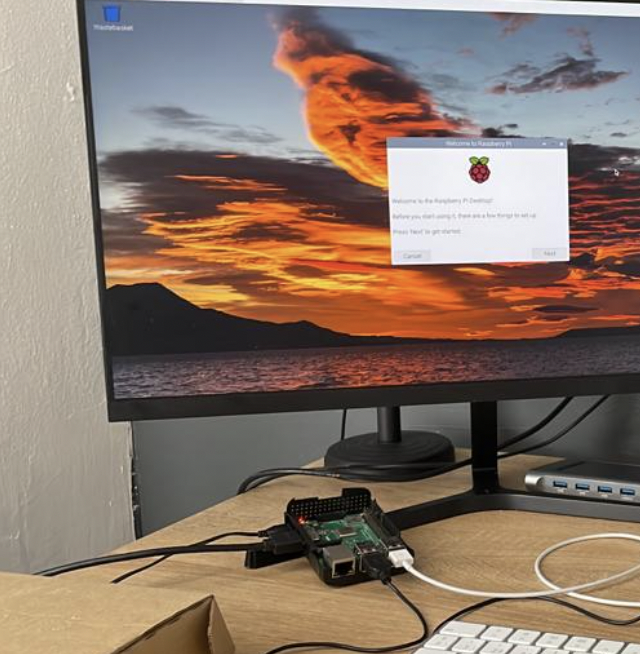 Wastebasket
Welcome to Raspberry Pi
Welcome to the Raspberry Pi Desktop!
Before you start using it, there are a few things to set up.
Press 'Next' to get started.
Cancel
Next